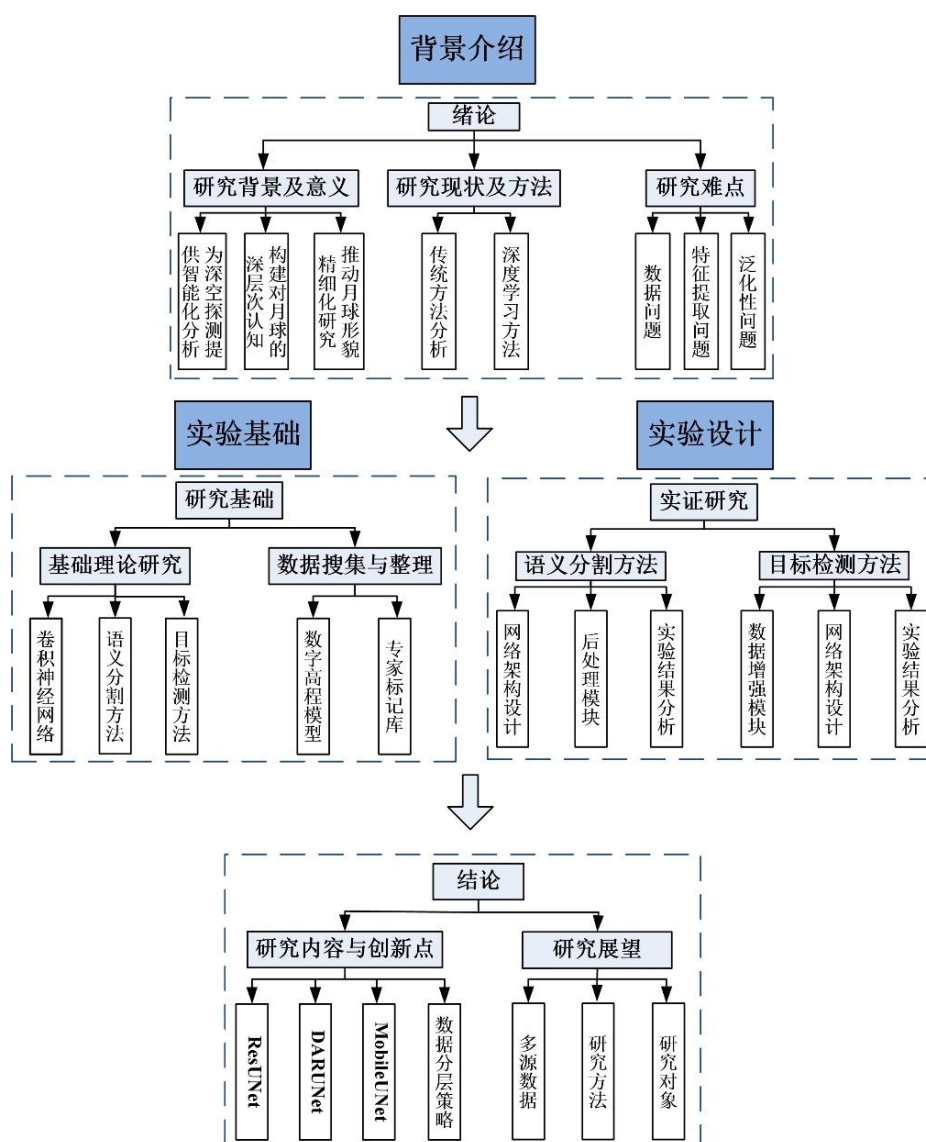 背景介绍
绪论
研究背景及意义
研究现状及方法
研究难点
为深空探测提
供智能化分析
构建对月球的
深层次认知
推动月球形貌
精细化研究
传统方法分析
深度学习方法
数据问题
特征提取问题
泛化性问题
实验基础
研究基础
基础理论研究
数据搜集与整理
卷积神经网络
语义分割方法
目标检测方法
数字高程模型
专家标记库
实验设计
实证研究
语义分割方法
目标检测方法
网络架构设计
后处理模块
实验结果分析
数据增强模块
网络架构设计
实验结果分析
结论
研究内容与创新点
研究展望
ResUNet
DARUNet
MobileUNet
数据分层策略
多源数据
研究方法
研究对象